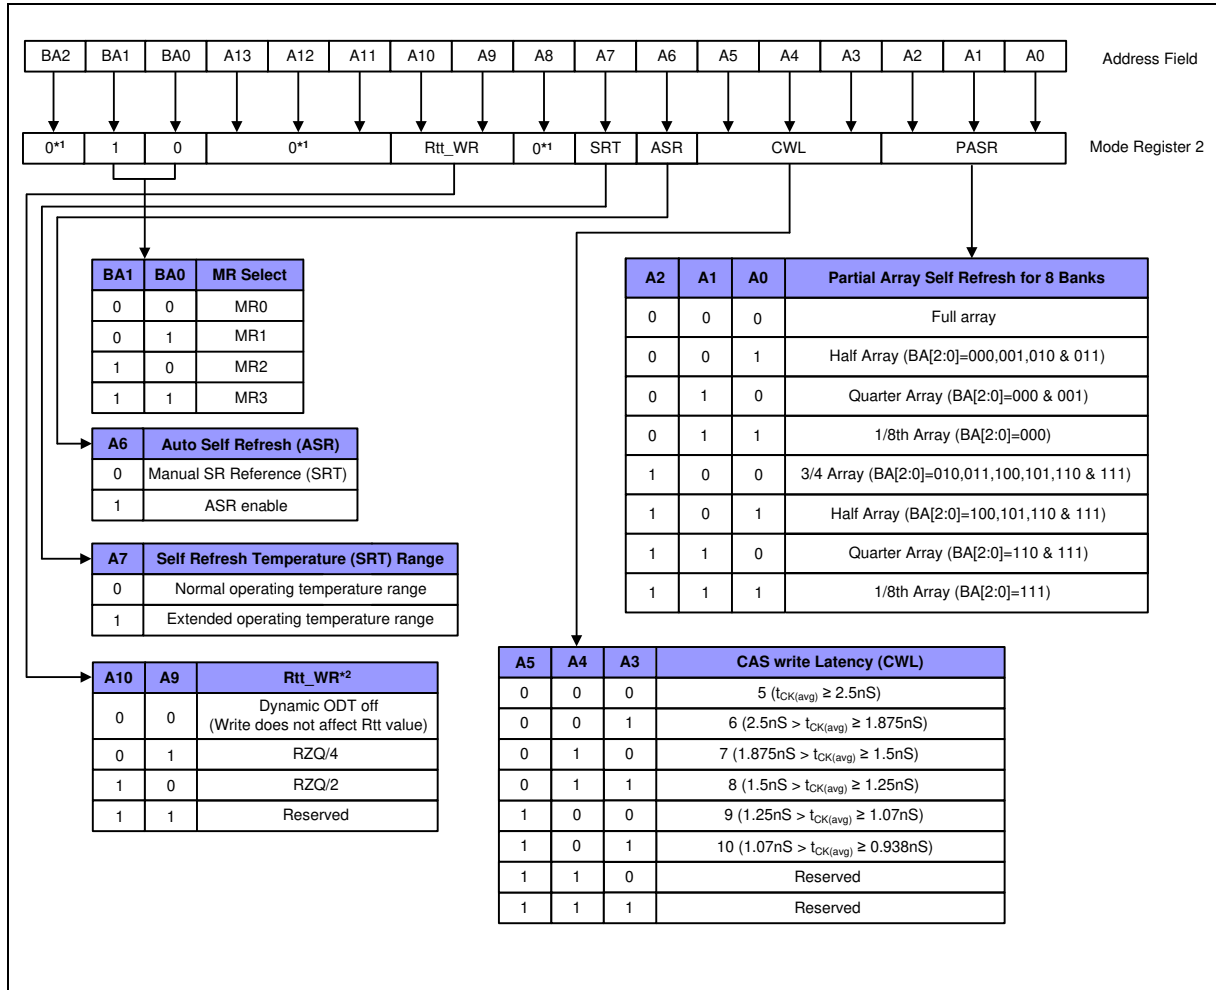 BA2 BA1 BA0 A13 A12 A11 A10 A9 A8 A7 A6 A5 A4 A3 A2 A1 A0 Address Field
0*1 1 0 0*1 Rtt_WR 0*1 SRT ASR CWL PASR Mode Register 2
BA1 BA0 MR Select
0 0 MR0
0 1 MR1
1 0 MR2
1 1 MR3
A6 Auto Self Refresh (ASR)
0 Manual SR Reference (SRT)
1 ASR enable
A7 Self Refresh Temperature (SRT) Range
0 Normal operating temperature range
1 Extended operating temperature range
A10 A9 Rtt_WR*2
0 0 Dynamic ODT off
(Write does not affect Rtt value)
0 1 RZQ/4
1 0 RZQ/2
1 1 Reserved
A2 A1 A0 Partial Array Self Refresh for 8 Banks
0 0 0 Full array
0 0 1 Half Array (BA[2:0]=000,001,010 & 011)
0 1 0 Quarter Array (BA[2:0]=000 & 001)
0 1 1 1/8th Array (BA[2:0]=000)
1 0 0 3/4 Array (BA[2:0]=010,011,100,101,110 & 111)
1 0 1 Half Array (BA[2:0]=100,101,110 & 111)
1 1 0 Quarter Array (BA[2:0]=110 & 111)
1 1 1 1/8th Array (BA[2:0]=111)
A5 A4 A3 CAS write Latency (CWL)
0 0 0 5 (tCK(avg) ≥ 2.5nS)
0 0 1 6 (2.5nS > tCK(avg) ≥ 1.875nS)
0 1 0 7 (1.875nS > tCK(avg) ≥ 1.5nS)
0 1 1 8 (1.5nS > tCK(avg) ≥ 1.25nS)
1 0 0 9 (1.25nS > tCK(avg) ≥ 1.07nS)
1 0 1 10 (1.07nS > tCK(avg) ≥ 0.938nS)
1 1 0 Reserved
1 1 1 Reserved